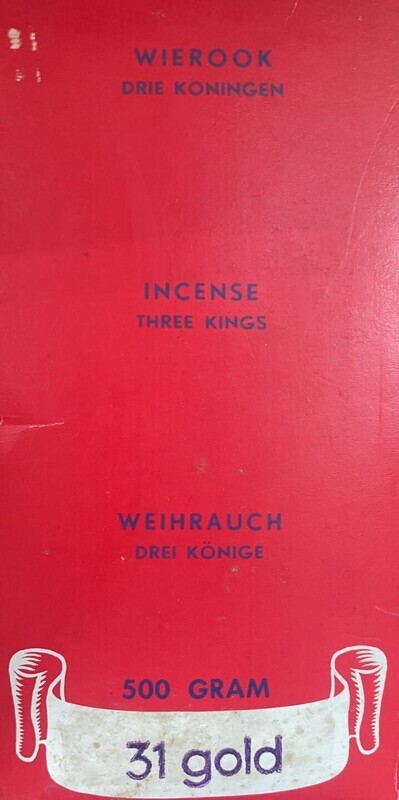 WIEROOK
DRIE KONINGEN
INCENSE
THREE KINGS
WEIHRAUCH
DREI KÖNIGE
500 GRAM
31 gold